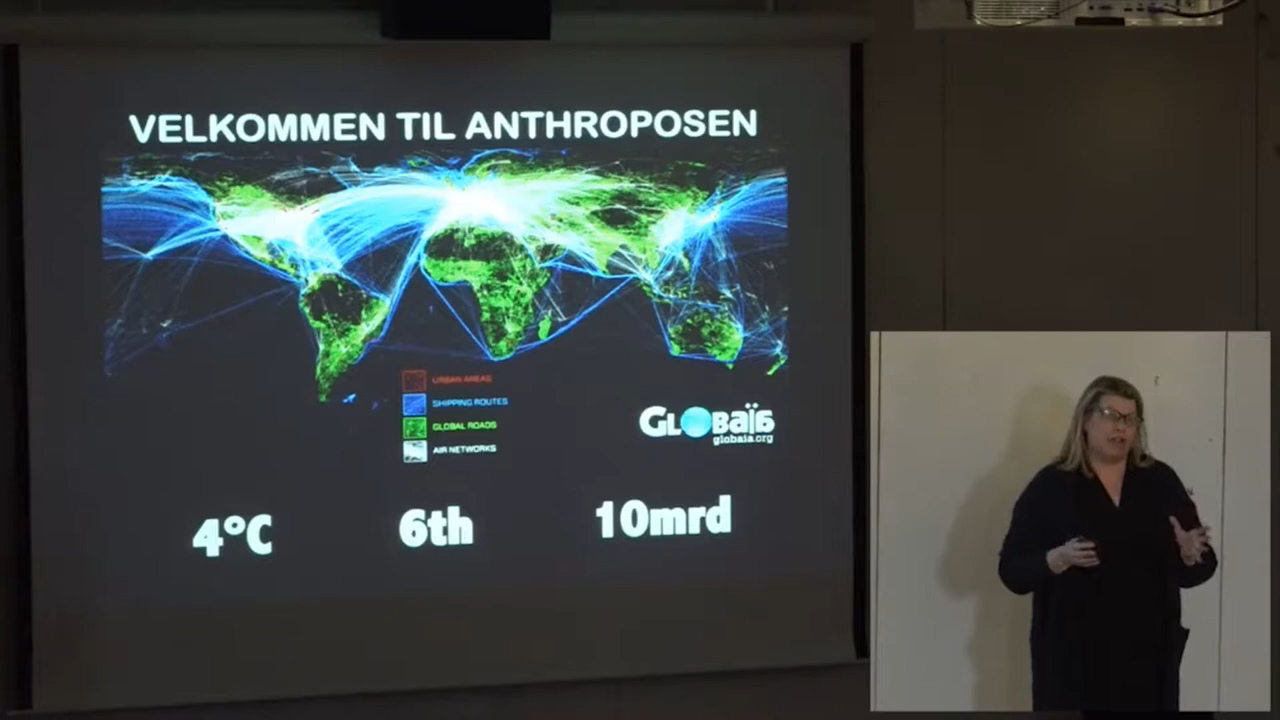 VELKOMMEN TIL ANTHROPOSEN
URBAN AREAS
SHIPPING ROUTES
GLOBAL ROADS
AIR NETWORKS
GLOBAÏA
globaia.org
4°C
6th
10mrd